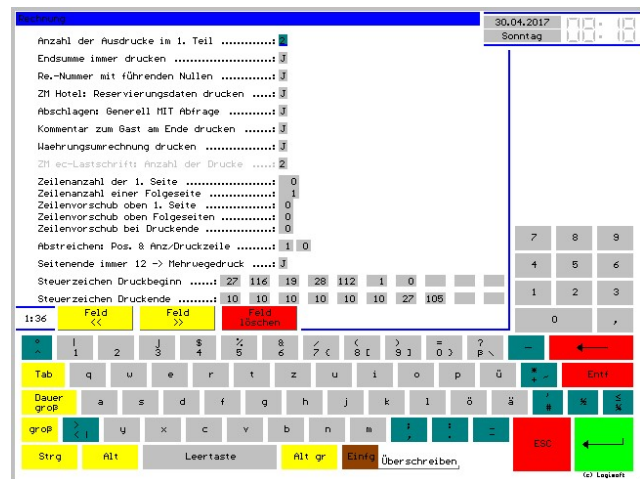 Rechnung
30.04.2017
Sonntag
08:18
Anzahl der Ausdrucke im 1. Teil ............: 2
Endsumme immer drucken ...................: J
Re.-Nummer mit führenden Nullen .......: J
ZM Hotel: Reservierungsdaten drucken .....: J
Abschlagen: Generell MIT Abfrage ........: J
Kommentar zum Gast am Ende drucken .......: J
Waehrungsumrechnung drucken ..............: J
ZM ec-Lastschrift: Anzahl der Drucke .....: 2
Zeilenanzahl der 1. Seite ................: 0
Zeilenanzahl einer Folgeseite ............: 1
Zeilenvorschub oben 1. Seite .............: 0
Zeilenvorschub oben Folgeseiten ..........: 0
Zeilenvorschub bei Druckende .............: 0
Abstreichen: Pos. & Anz/Druckzeile .......: 1 0
Seitenende immer 12 -> Mehrwegedruck ....: J
Steuerzeichen Druckbeginn ......: 27 116 19 28 112 1 0
Steuerzeichen Druckende .........: 10 10 10 10 10 10 27 105
7 8 9
4 5 6
1 2 3
0 ,
1:36 Feld << Feld >> Feld löschen
° ^ ! 1 2 3 $ 4 % 5 & 6 / 7 { ( 8 [ ) 9 ] = 0 } ? ß \ - ←
Tab q w e r t z u i o p ü * + ~ Entf
Dauer groß a s d f g h j k l ö ä ' #
groß > < | y x c v b n m ; , : . _ - ESC
Strg Alt Leertaste Alt gr Einfg Überschreiben
(c) Logisoft